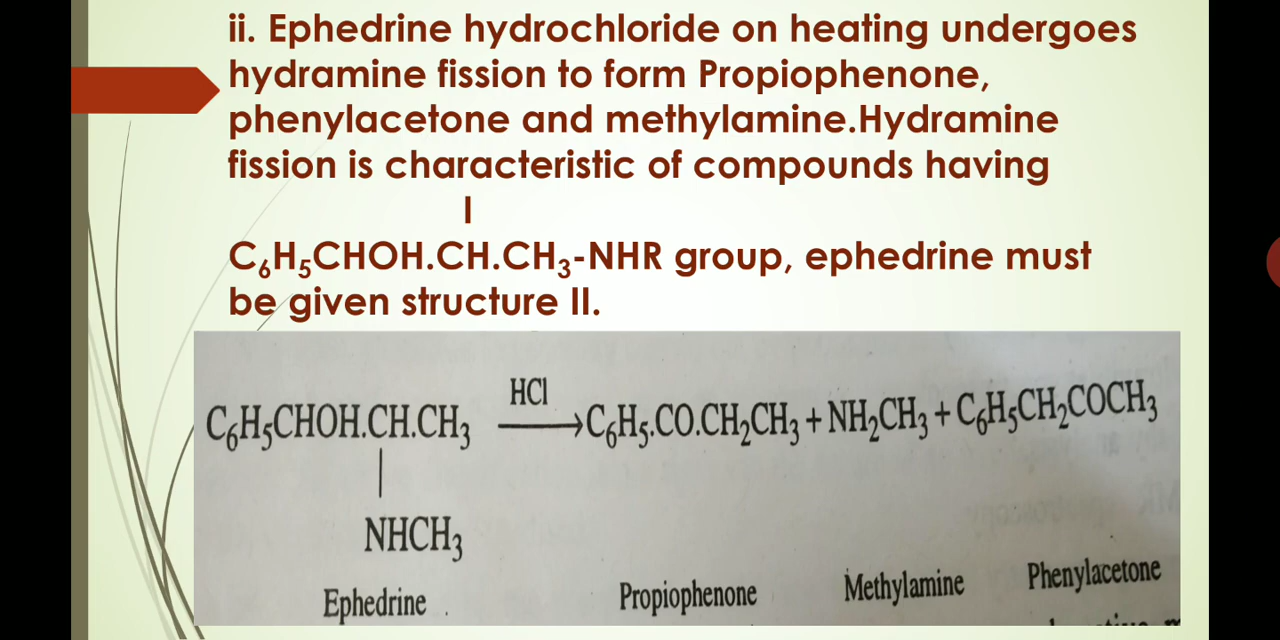 ii. Ephedrine hydrochloride on heating undergoes
hydramine fission to form Propiophenone,
phenylacetone and methylamine.Hydramine
fission is characteristic of compounds having
I
C₆H₅CHOH.CH.CH₃-NHR group, ephedrine must
be given structure II.
HCl
C₆H₅CHOH.CH.CH₃ ⟶ C₆H₅.CO.CH₂CH₃ + NH₂CH₃ + C₆H₅CH₂COCH₃
|
NHCH₃
Ephedrine Propiophenone Methylamine Phenylacetone